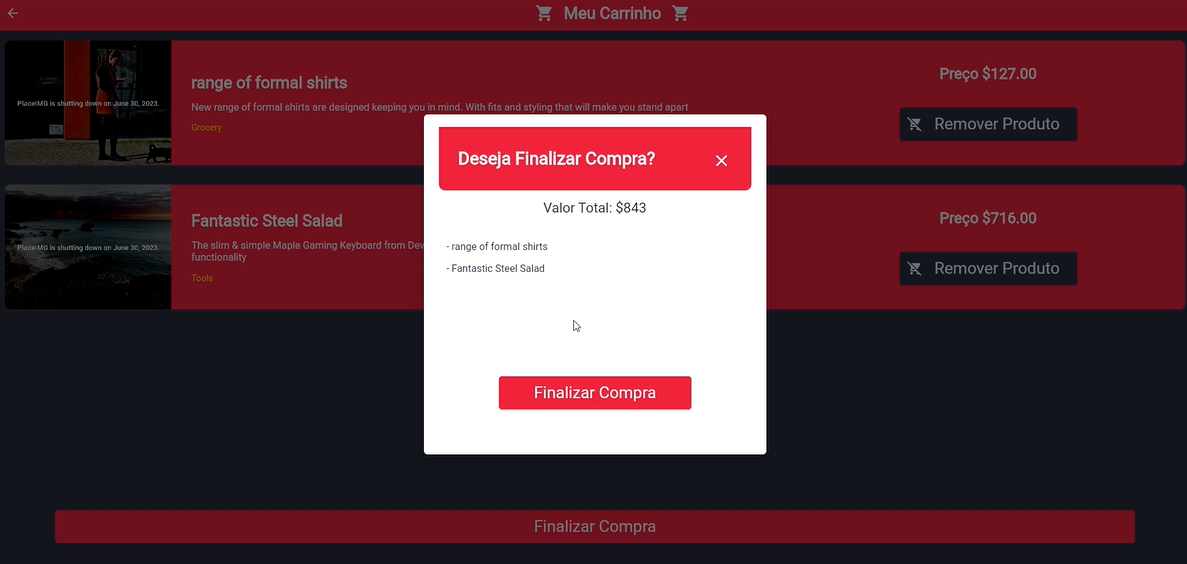 Meu Carrinho
PlaceIMG is shutting down on June 30, 2023.
range of formal shirts
New range of formal shirts are designed keeping you in mind. With fits and styling that will make you stand apart
Grocery
Preço $127.00
Remover Produto
Deseja Finalizar Compra?
Valor Total: $843
- range of formal shirts
- Fantastic Steel Salad
Finalizar Compra
PlaceIMG is shutting down on June 30, 2023.
Fantastic Steel Salad
The slim & simple Maple Gaming Keyboard from Dev
functionality
Tools
Preço $716.00
Remover Produto
Finalizar Compra